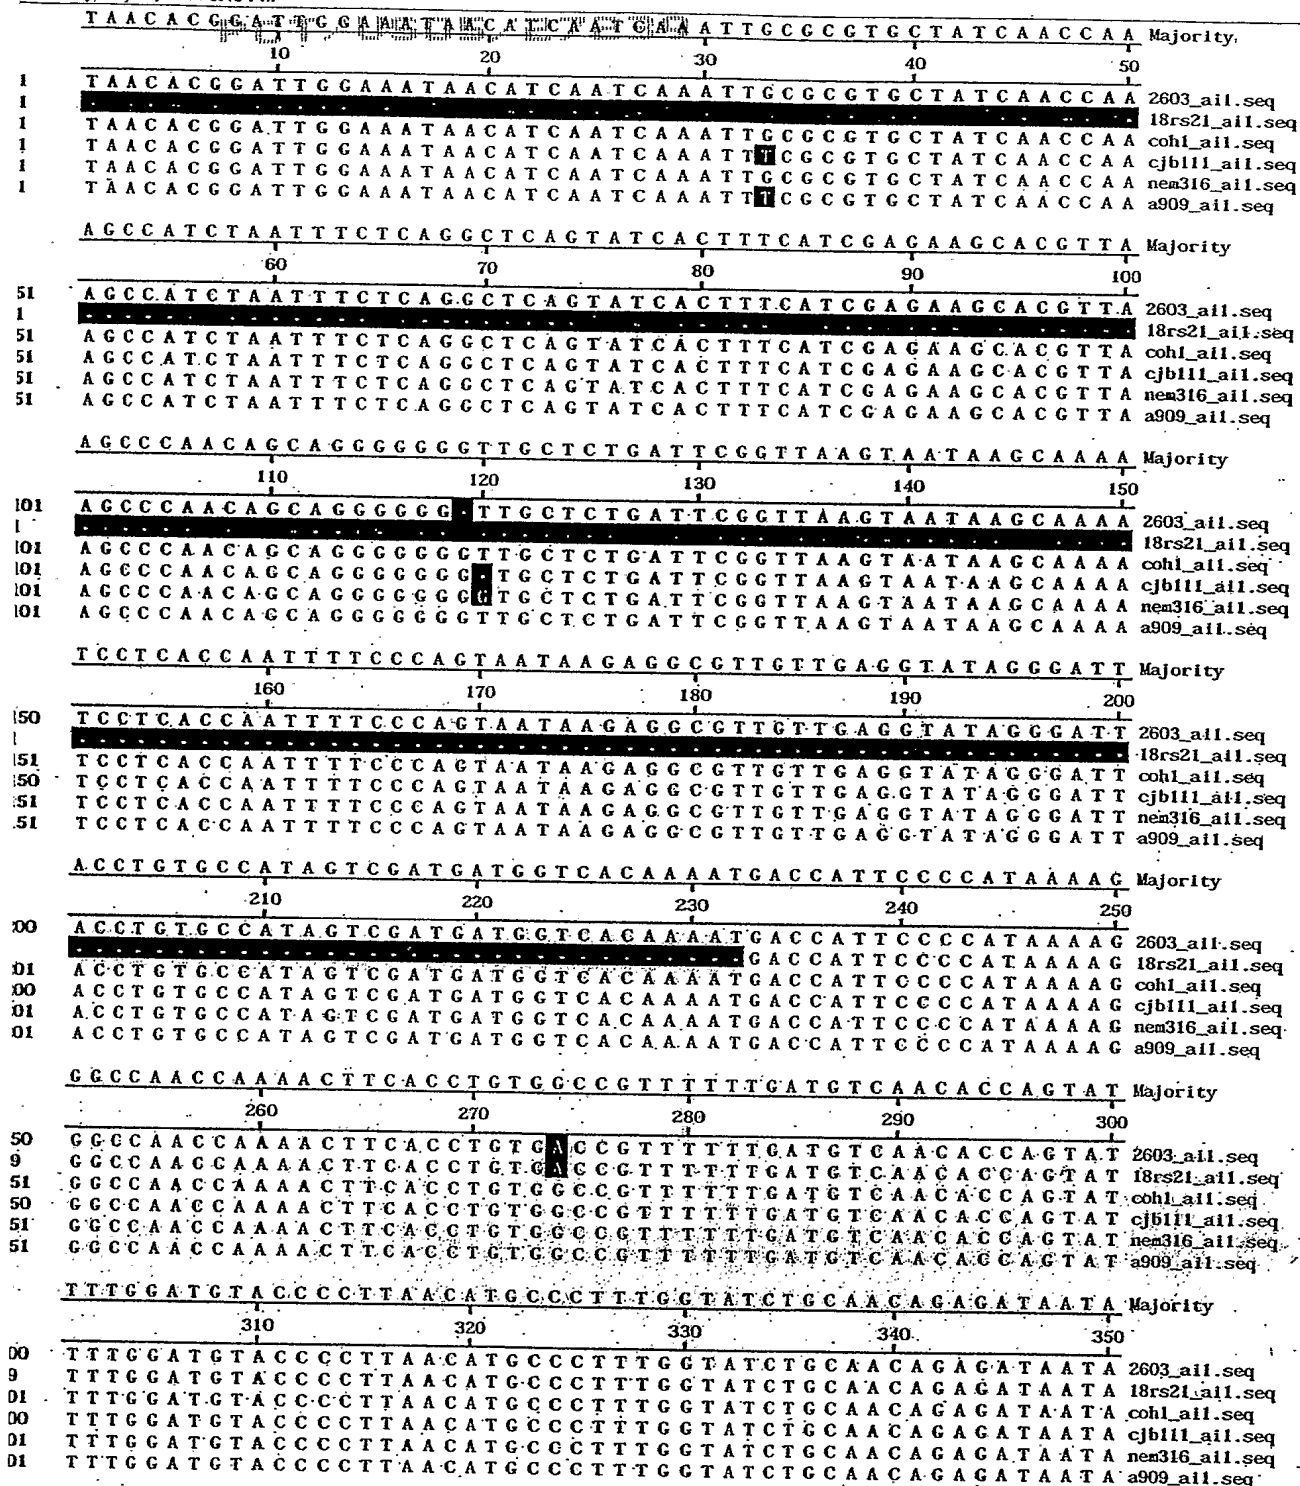 TAACACGGATTGGAAATAACATCAATCAAATTGCGCGTGCTATCAACCAA Majority
10 20 30 40 50
1 TAACACGGATTGGAAATAACATCAATCAAATTGCGCGTGCTATCAACCAA 2603_ai1.seq
1 -------------------------------------------------- 18rs21_ai1.seq
1 TAACACGGATTGGAAATAACATCAATCAAATTGCGCGTGCTATCAACCAA coh1_ai1.seq
1 TAACACGGATTGGAAATAACATCAATCAAATTTCGCGTGCTATCAACCAA cjb111_ai1.seq
1 TAACACGGATTGGAAATAACATCAATCAAATTGCGCGTGCTATCAACCAA nem316_ai1.seq
1 TAACACGGATTGGAAATAACATCAATCAAATTTCGCGTGCTATCAACCAA a909_ai1.seq
AGCCATCTAATTTCTCAGGCTCAGTATCACTTTCATCGAGAAGCACGTTA Majority
60 70 80 90 100
51 AGCCATCTAATTTCTCAGGCTCAGTATCACTTTCATCGAGAAGCACGTTA 2603_ai1.seq
1 -------------------------------------------------- 18rs21_ai1.seq
51 AGCCATCTAATTTCTCAGGCTCAGTATCACTTTCATCGAGAAGCACGTTA coh1_ai1.seq
51 AGCCATCTAATTTCTCAGGCTCAGTATCACTTTCATCGAGAAGCACGTTA cjb111_ai1.seq
51 AGCCATCTAATTTCTCAGGCTCAGTATCACTTTCATCGAGAAGCACGTTA nem316_ai1.seq
51 AGCCATCTAATTTCTCAGGCTCAGTATCACTTTCATCGAGAAGCACGTTA a909_ai1.seq
AGCCCAACAGCAGGGGGGGTTGCTCTGATTCGGTTAAGTAATAAGCAAAA Majority
110 120 130 140 150
101 AGCCCAACAGCAGGGGGG-TTGCTCTGATTCGGTTAAGTAATAAGCAAAA 2603_ai1.seq
1 -------------------------------------------------- 18rs21_ai1.seq
101 AGCCCAACAGCAGGGGGGGTTGCTCTGATTCGGTTAAGTAATAAGCAAAA coh1_ai1.seq
101 AGCCCAACAGCAGGGGGGG-TGCTCTGATTCGGTTAAGTAATAAGCAAAA cjb111_ai1.seq
101 AGCCCAACAGCAGGGGGGGGTGCTCTGATTCGGTTAAGTAATAAGCAAAA nem316_ai1.seq
101 AGCCCAACAGCAGGGGGGGTTGCTCTGATTCGGTTAAGTAATAAGCAAAA a909_ai1.seq
TCCTCACCAATTTTCCCAGTAATAAGAGGCGTTGTTGAGGTATAGGGATT Majority
160 170 180 190 200
150 TCCTCACCAATTTTCCCAGTAATAAGAGGCGTTGTTGAGGTATAGGGATT 2603_ai1.seq
1 -------------------------------------------------- 18rs21_ai1.seq
151 TCCTCACCAATTTTCCCAGTAATAAGAGGCGTTGTTGAGGTATAGGGATT coh1_ai1.seq
150 TCCTCACCAATTTTCCCAGTAATAAGAGGCGTTGTTGAGGTATAGGGATT cjb111_ai1.seq
151 TCCTCACCAATTTTCCCAGTAATAAGAGGCGTTGTTGAGGTATAGGGATT nem316_ai1.seq
151 TCCTCACCAATTTTCCCAGTAATAAGAGGCGTTGTTGAGGTATAGGGATT a909_ai1.seq
ACCTGTGCCATAGTCGATGATGGTCACAAAATGACCATTCCCCATAAAAG Majority
210 220 230 240 250
00 ACCTGTGCCATAGTCGATGATGGTCACAAAATGACCATTCCCCATAAAAG 2603_ai1.seq
--------------------------------GACCATTCCCCATAAAAG 18rs21_ai1.seq
01 ACCTGTGCCATAGTCGATGATGGTCACAAAATGACCATTCCCCATAAAAG coh1_ai1.seq
00 ACCTGTGCCATAGTCGATGATGGTCACAAAATGACCATTCCCCATAAAAG cjb111_ai1.seq
01 ACCTGTGCCATAGTCGATGATGGTCACAAAATGACCATTCCCCATAAAAG nem316_ai1.seq
01 ACCTGTGCCATAGTCGATGATGGTCACAAAATGACCATTCCCCATAAAAG a909_ai1.seq
GGCCAACCAAAACTTCACCTGTGGCCGTTTTTTGATGTCAACACCAGTAT Majority
260 270 280 290 300
50 GGCCAACCAAAACTTCACCTGTGACCGTTTTTTGATGTCAACACCAGTAT 2603_ai1.seq
9 GGCCAACCAAAACTTCACCTGTGACCGTTTTTTGATGTCAACACCAGTAT 18rs21_ai1.seq
51 GGCCAACCAAAACTTCACCTGTGGCCGTTTTTTGATGTCAACACCAGTAT coh1_ai1.seq
50 GGCCAACCAAAACTTCACCTGTGGCCGTTTTTTGATGTCAACACCAGTAT cjb111_ai1.seq
51 GGCCAACCAAAACTTCACCTGTGGCCGTTTTTTGATGTCAACACCAGTAT nem316_ai1.seq
51 GGCCAACCAAAACTTCACCTGTGGCCGTTTTTTGATGTCAACACCAGTAT a909_ai1.seq
TTTGGATGTACCCCTTAACATGCCCTTTGGTATCTGCAACAGAGATAATA Majority
310 320 330 340 350
00 TTTGGATGTACCCCTTAACATGCCCTTTGGTATCTGCAACAGAGATAATA 2603_ai1.seq
9 TTTGGATGTACCCCTTAACATGCCCTTTGGTATCTGCAACAGAGATAATA 18rs21_ai1.seq
01 TTTGGATGTACCCCTTAACATGCCCTTTGGTATCTGCAACAGAGATAATA coh1_ai1.seq
00 TTTGGATGTACCCCTTAACATGCCCTTTGGTATCTGCAACAGAGATAATA cjb111_ai1.seq
01 TTTGGATGTACCCCTTAACATGCGCTTTGGTATCTGCAACAGAGATAATA nem316_ai1.seq
01 TTTGGATGTACCCCTTAACATGCCCTTTGGTATCTGCAACAGAGATAATA a909_ai1.seq